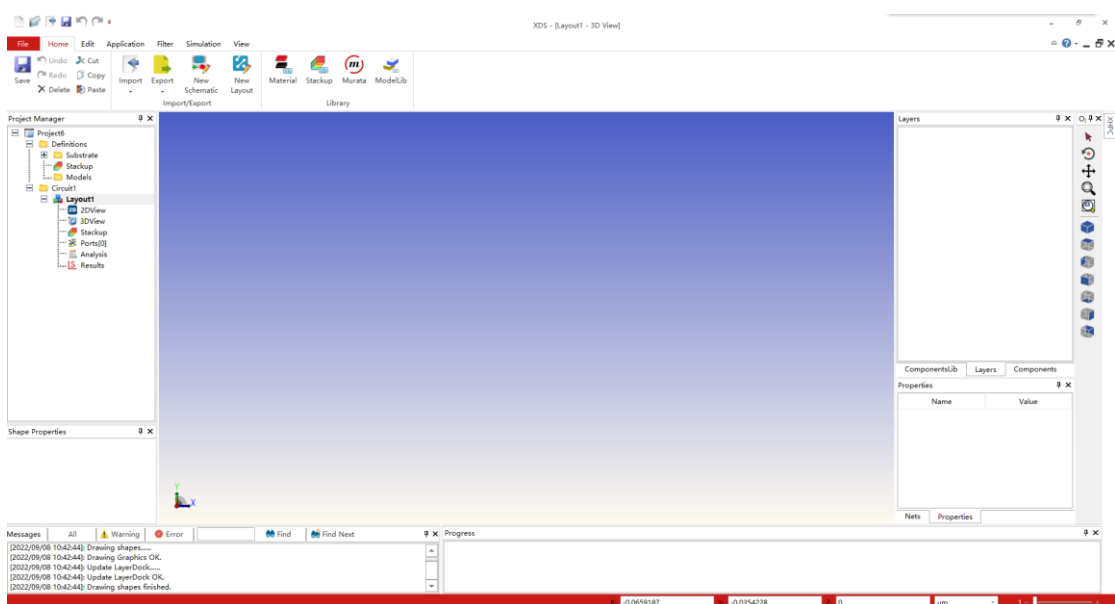 XDS - [Layout1 - 3D View]
File Home Edit Application Filter Simulation View
Save Undo Redo Delete Cut Copy Paste Import Export New Schematic New Layout Material Stackup Murata ModelLib
Import/Export Library
Project Manager
Project6
Definitions
Substrate
Stackup
Models
Circuit1
Layout1
2DView
3DView
Stackup
Ports[0]
Analysis
Results
Shape Properties
Y
X
Layers
XHPC
ComponentsLib Layers Components
Properties
Name Value
Nets Properties
Messages All Warning Error Find Find Next
[2022/09/08 10:42:44]: Drawing shapes......
[2022/09/08 10:42:44]: Drawing Graphics OK.
[2022/09/08 10:42:44]: Update LayerDock......
[2022/09/08 10:42:44]: Update LayerDock OK.
[2022/09/08 10:42:44]: Drawing shapes finished.
Progress
X -0.0659187 Y -0.0354228 Z 0 um